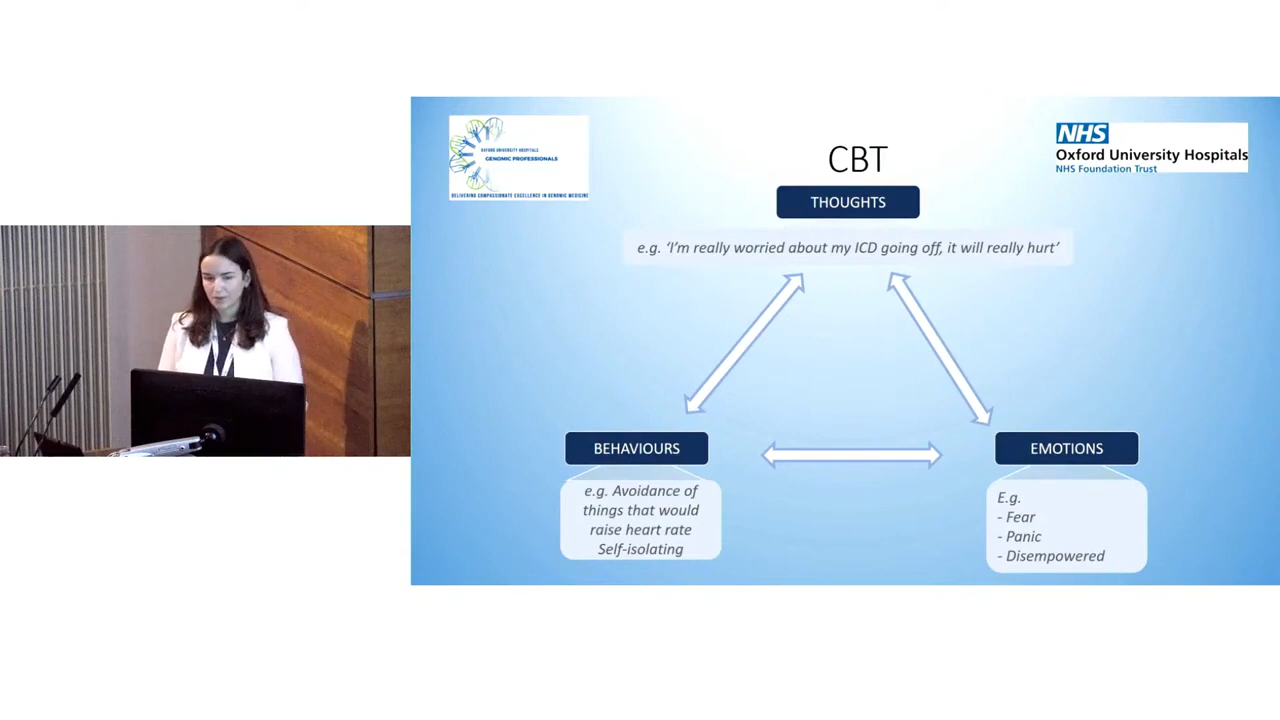 OXFORD UNIVERSITY HOSPITALS
GENOMIC PROFESSIONALS
DELIVERING COMPASSIONATE EXCELLENCE IN GENOMIC MEDICINE
NHS
Oxford University Hospitals
NHS Foundation Trust
CBT
THOUGHTS
e.g. ‘I’m really worried about my ICD going off, it will really hurt’
BEHAVIOURS
e.g. Avoidance of
things that would
raise heart rate
Self-isolating
EMOTIONS
E.g.
- Fear
- Panic
- Disempowered